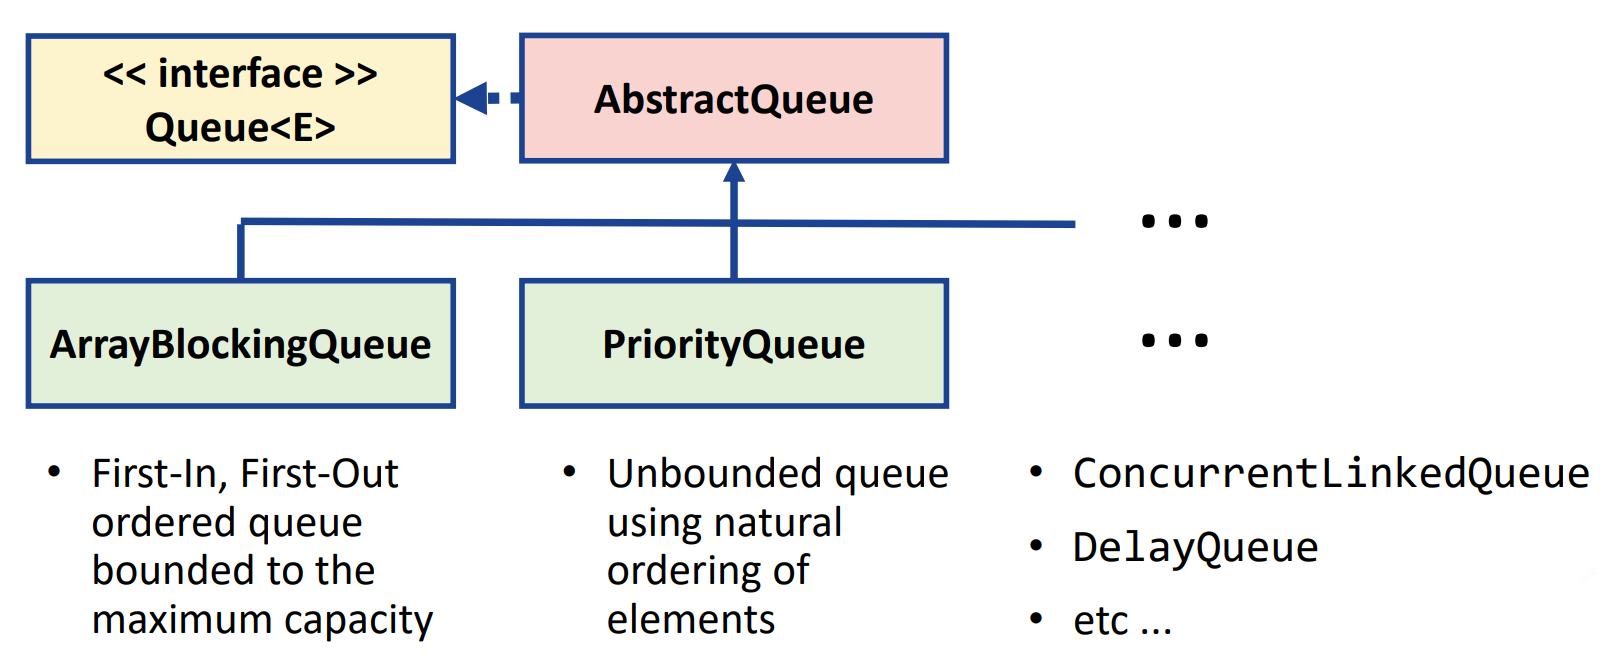 << interface >>
Queue<E>
AbstractQueue
...
ArrayBlockingQueue
PriorityQueue
...
• First-In, First-Out
ordered queue
bounded to the
maximum capacity
• Unbounded queue
using natural
ordering of
elements
• ConcurrentLinkedQueue
• DelayQueue
• etc ...